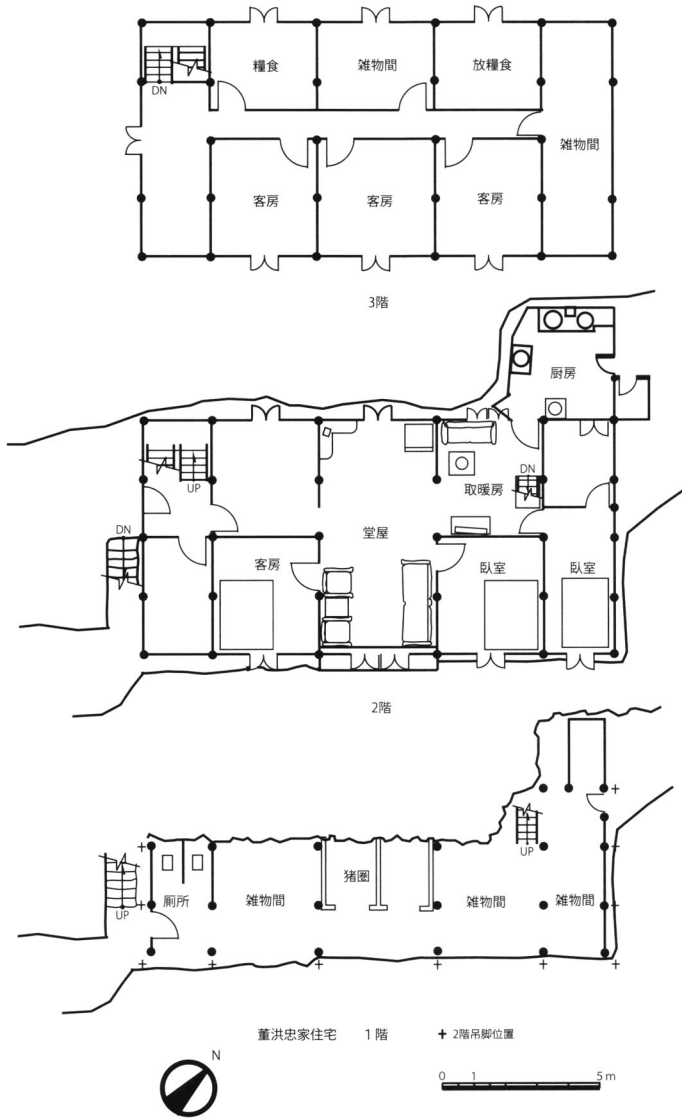 糧食
雑物間
放糧食
DN
雑物間
客房
客房
客房
3階
厨房
UP
DN
取暖房
DN
堂屋
客房
臥室
臥室
2階
UP
猪圏
UP
厠所
雑物間
雑物間
雑物間
董洪忠家住宅 1階 + 2階吊脚位置
N
0 1 5m